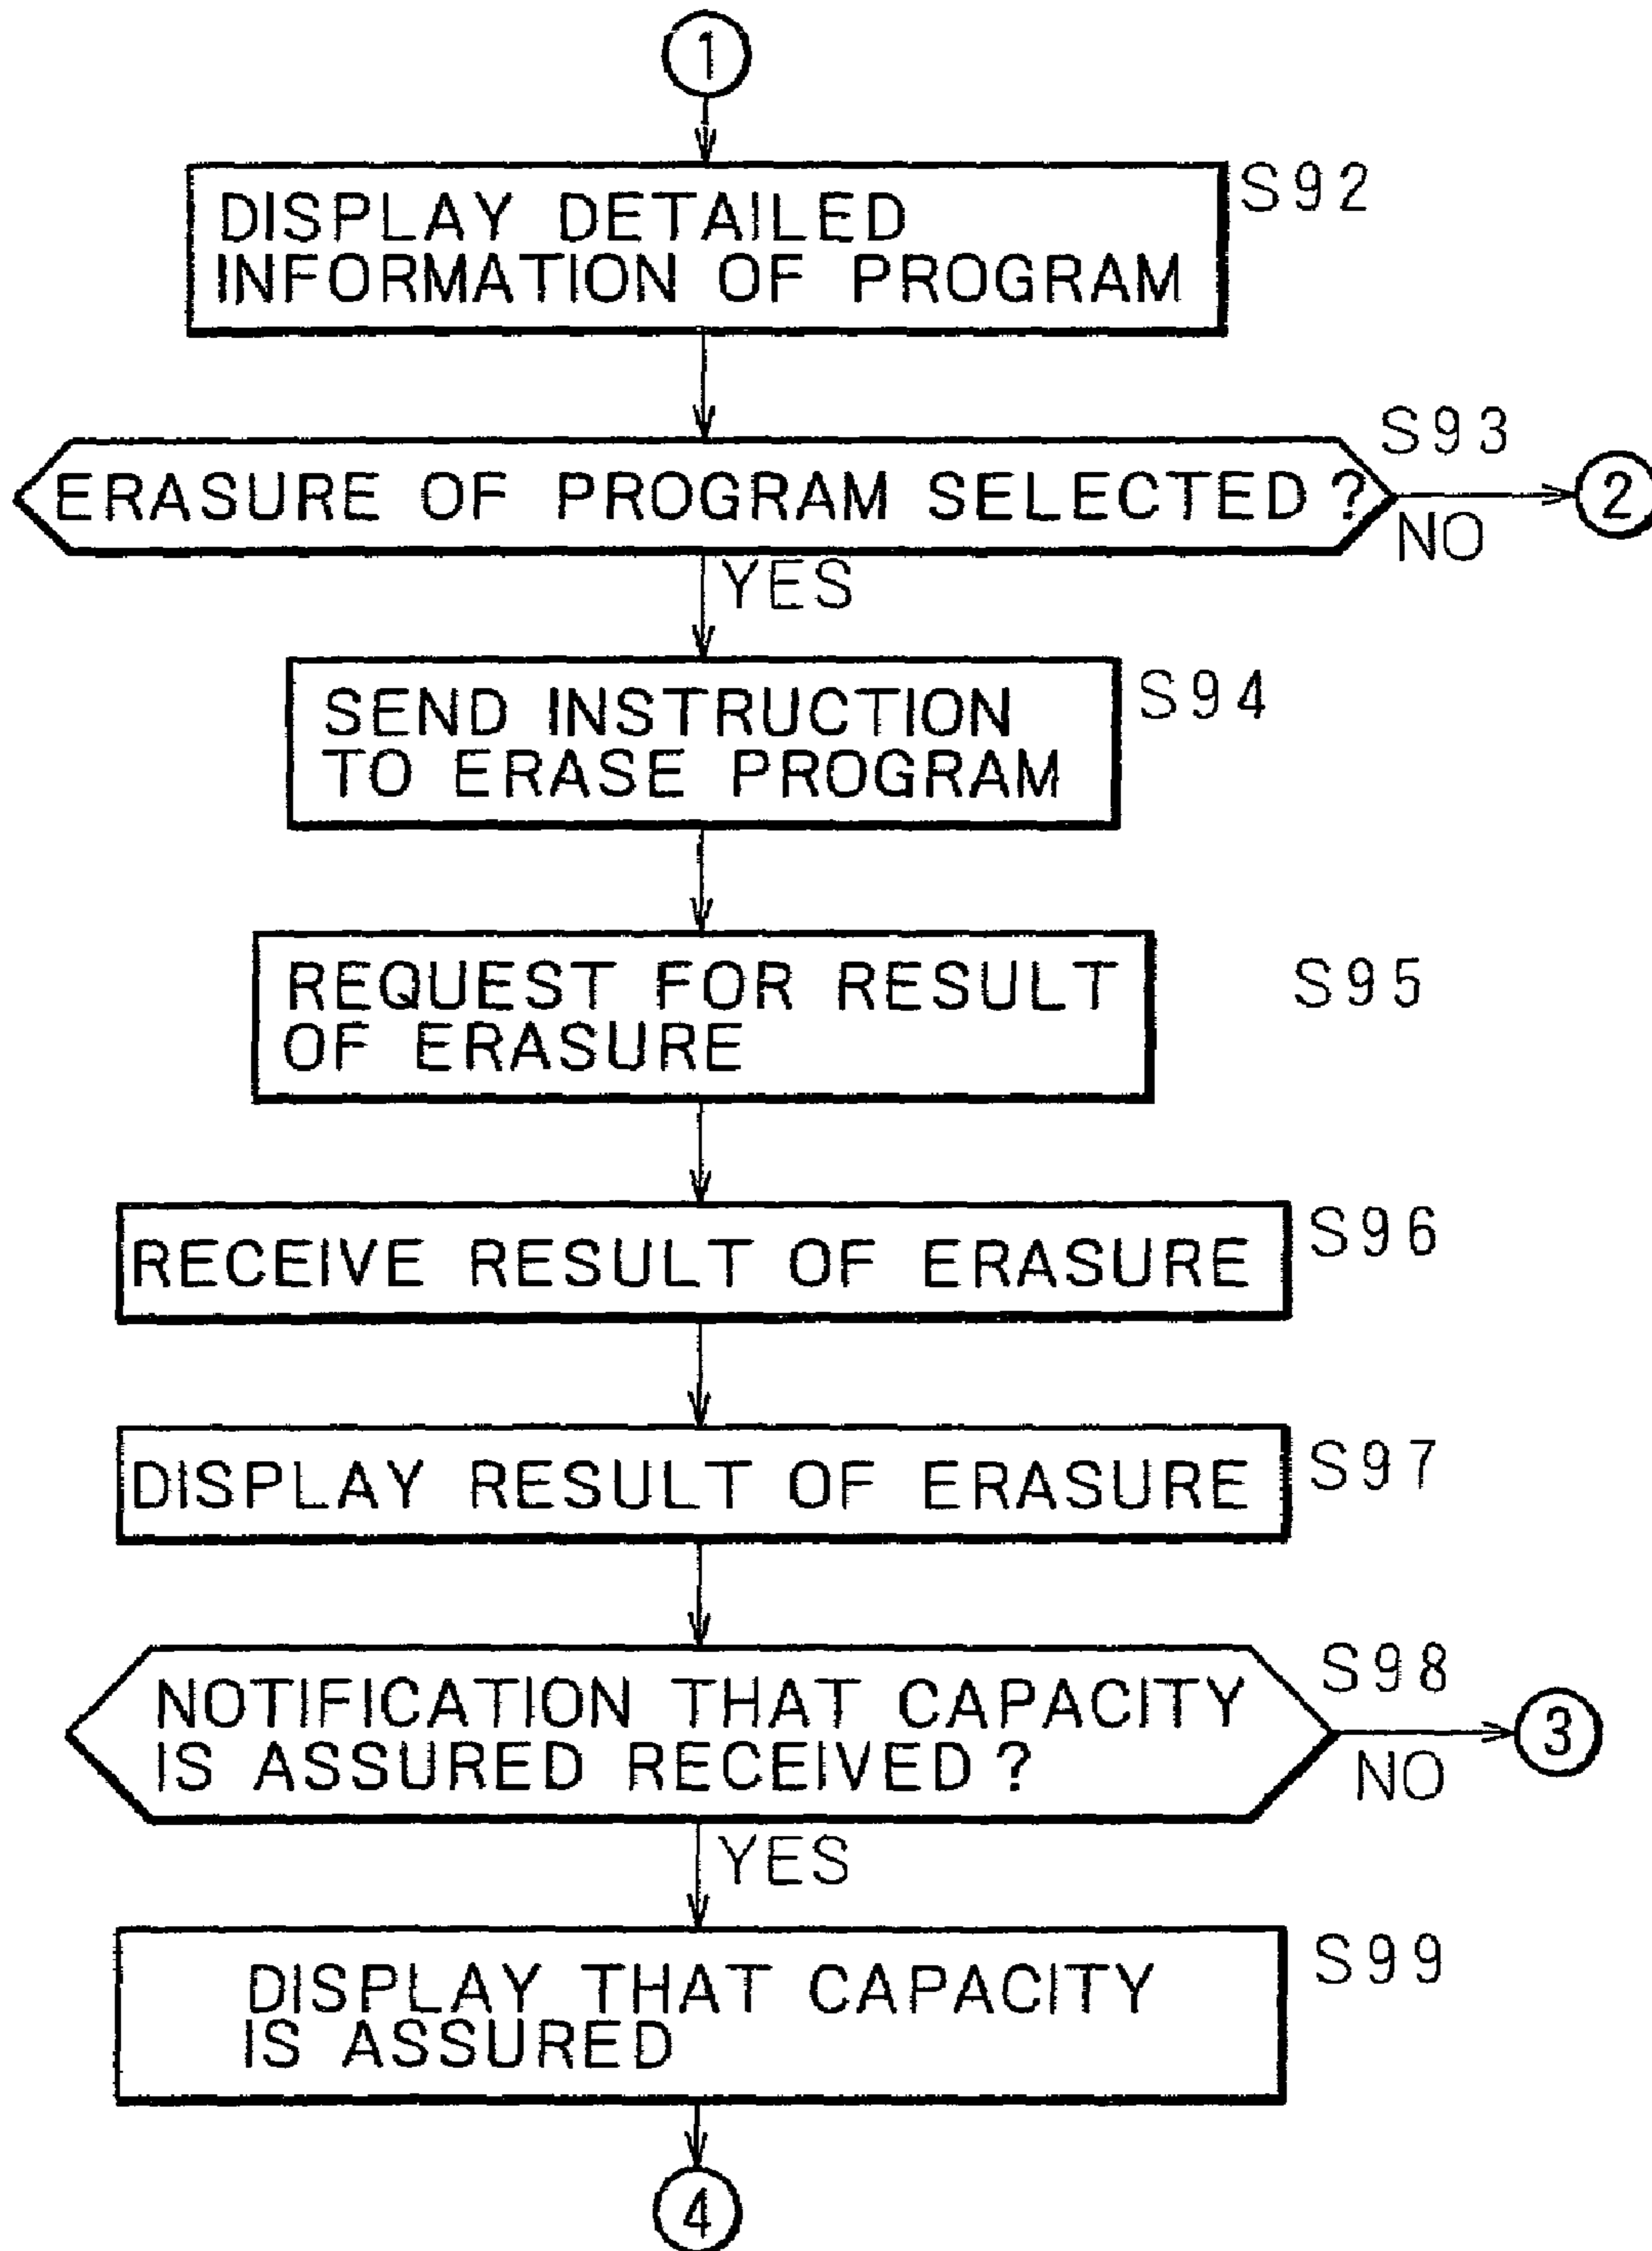 1
DISPLAY DETAILED
INFORMATION OF PROGRAM
S92
ERASURE OF PROGRAM SELECTED?
S93
NO
2
YES
SEND INSTRUCTION
TO ERASE PROGRAM
S94
REQUEST FOR RESULT
OF ERASURE
S95
RECEIVE RESULT OF ERASURE
S96
DISPLAY RESULT OF ERASURE
S97
NOTIFICATION THAT CAPACITY
IS ASSURED RECEIVED?
S98
NO
3
YES
DISPLAY THAT CAPACITY
IS ASSURED
S99
4